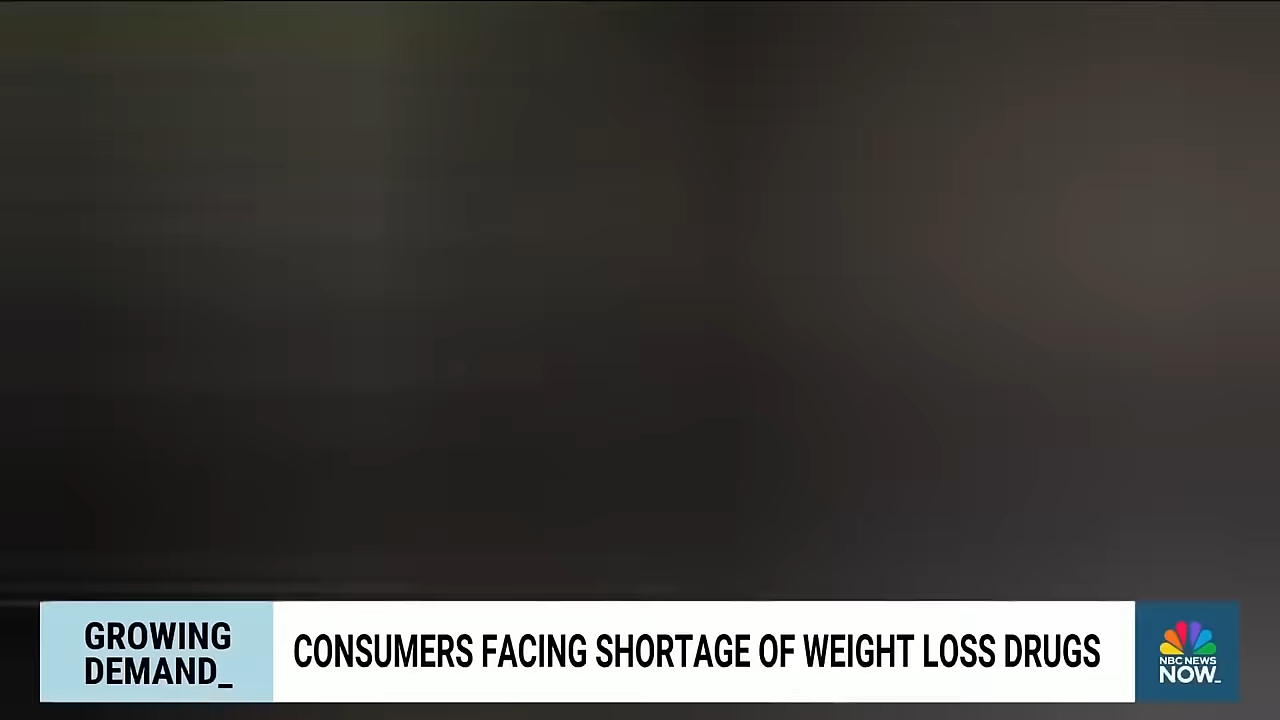 GROWING
DEMAND_
CONSUMERS FACING SHORTAGE OF WEIGHT LOSS DRUGS
NBC NEWS
NOW_